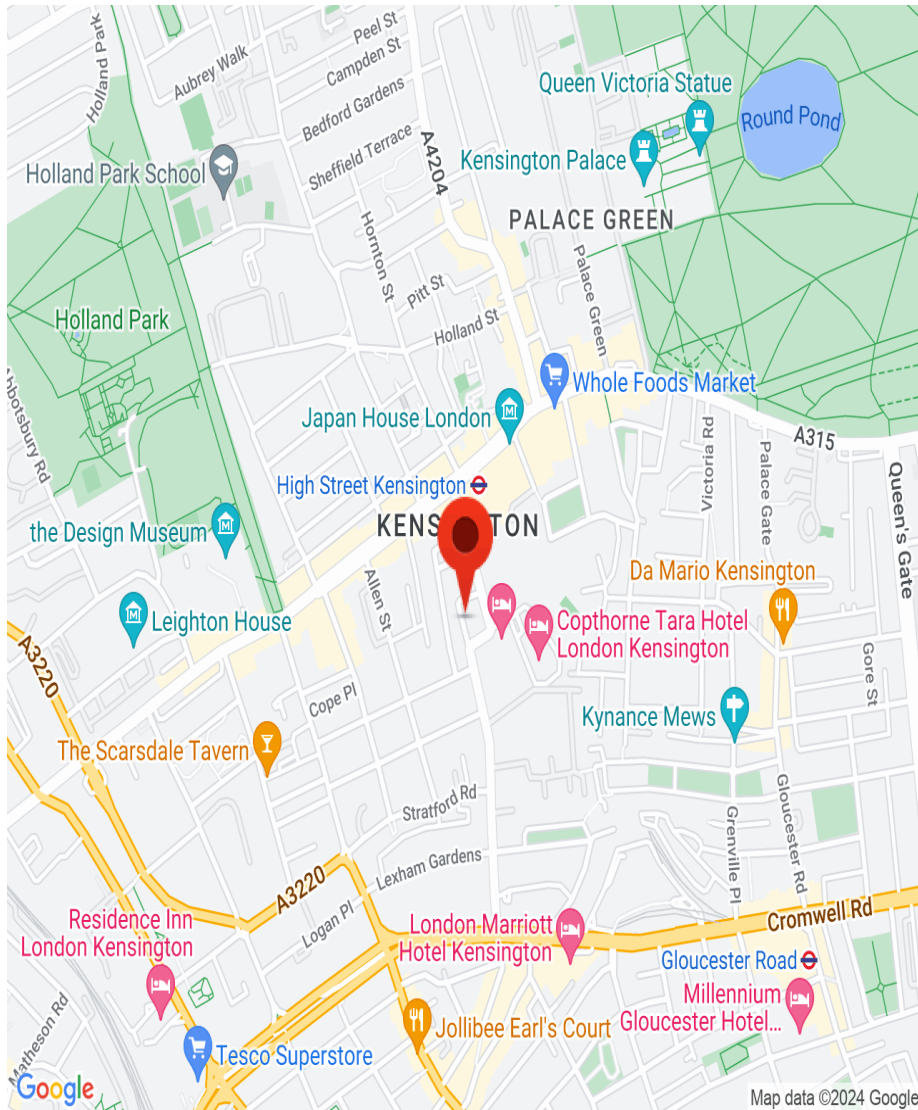 Holland Park
Aubrey Walk
Peel St
Campden St
Bedford Gardens
Sheffield Terrace
A4204
Queen Victoria Statue
Round Pond
Kensington Palace
Holland Park School
PALACE GREEN
Hornton St
Pitt St
Palace Green
Holland St
Holland Park
Abbotsbury Rd
Whole Foods Market
Japan House London
A315
Victoria Rd
Palace Gate
Queen's Gate
High Street Kensington
the Design Museum
Allen St
Da Mario Kensington
Leighton House
Copthorne Tara Hotel
London Kensington
Gore St
A3220
Cope Pl
Kynance Mews
The Scarsdale Tavern
Stratford Rd
Gloucester Rd
Grenville Pl
Lexham Gardens
A3220
Logan Pl
Residence Inn
London Kensington
London Marriott
Hotel Kensington
Cromwell Rd
Gloucester Road
Millennium
Gloucester Hotel...
Matheson Rd
Jollibee Earl's Court
Tesco Superstore
Google
Map data ©2024 Google